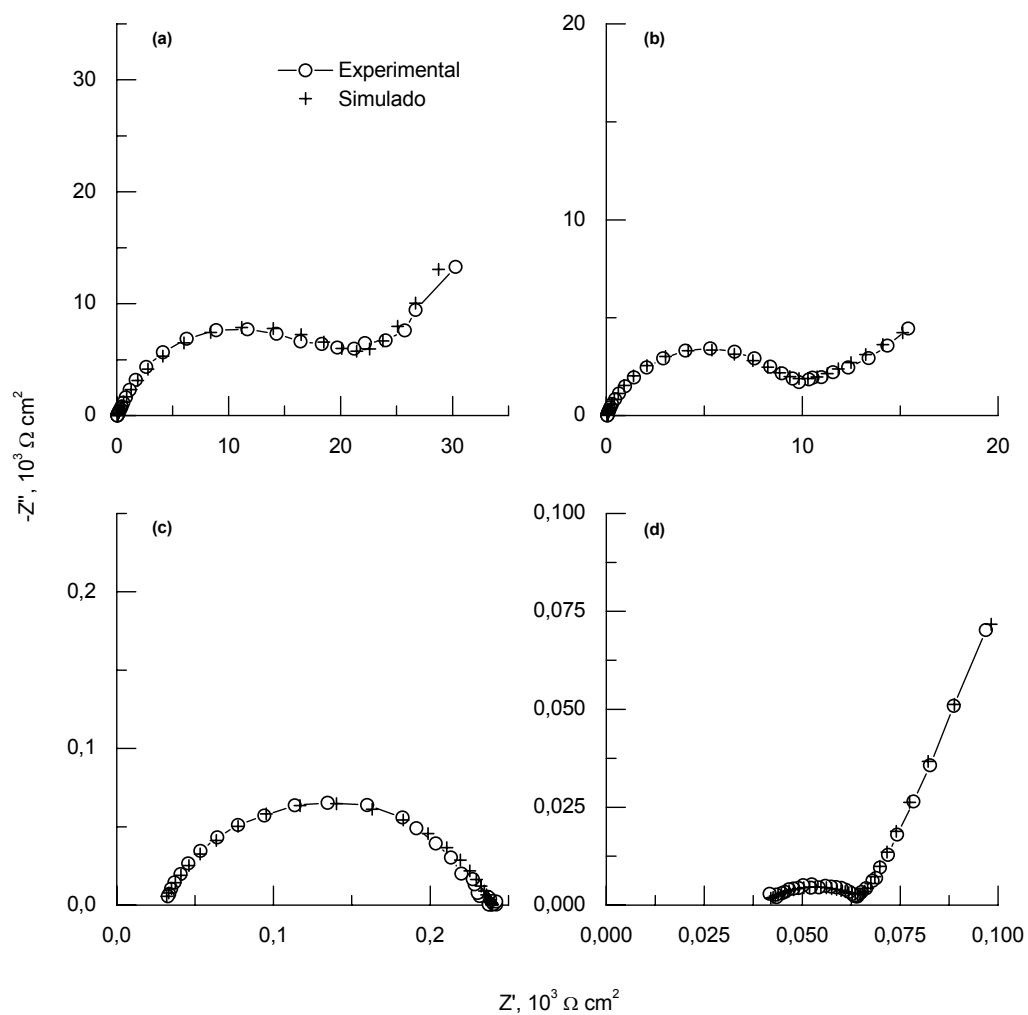 (a)
Experimental
Simulado
30
20
10
0
0 10 20 30
(b)
20
10
0
0 10 20
-Z'', 10³ Ω cm²
(c)
0,2
0,1
0,0
0,0 0,1 0,2
(d)
0,100
0,075
0,050
0,025
0,000
0,000 0,025 0,050 0,075 0,100
Z', 10³ Ω cm²